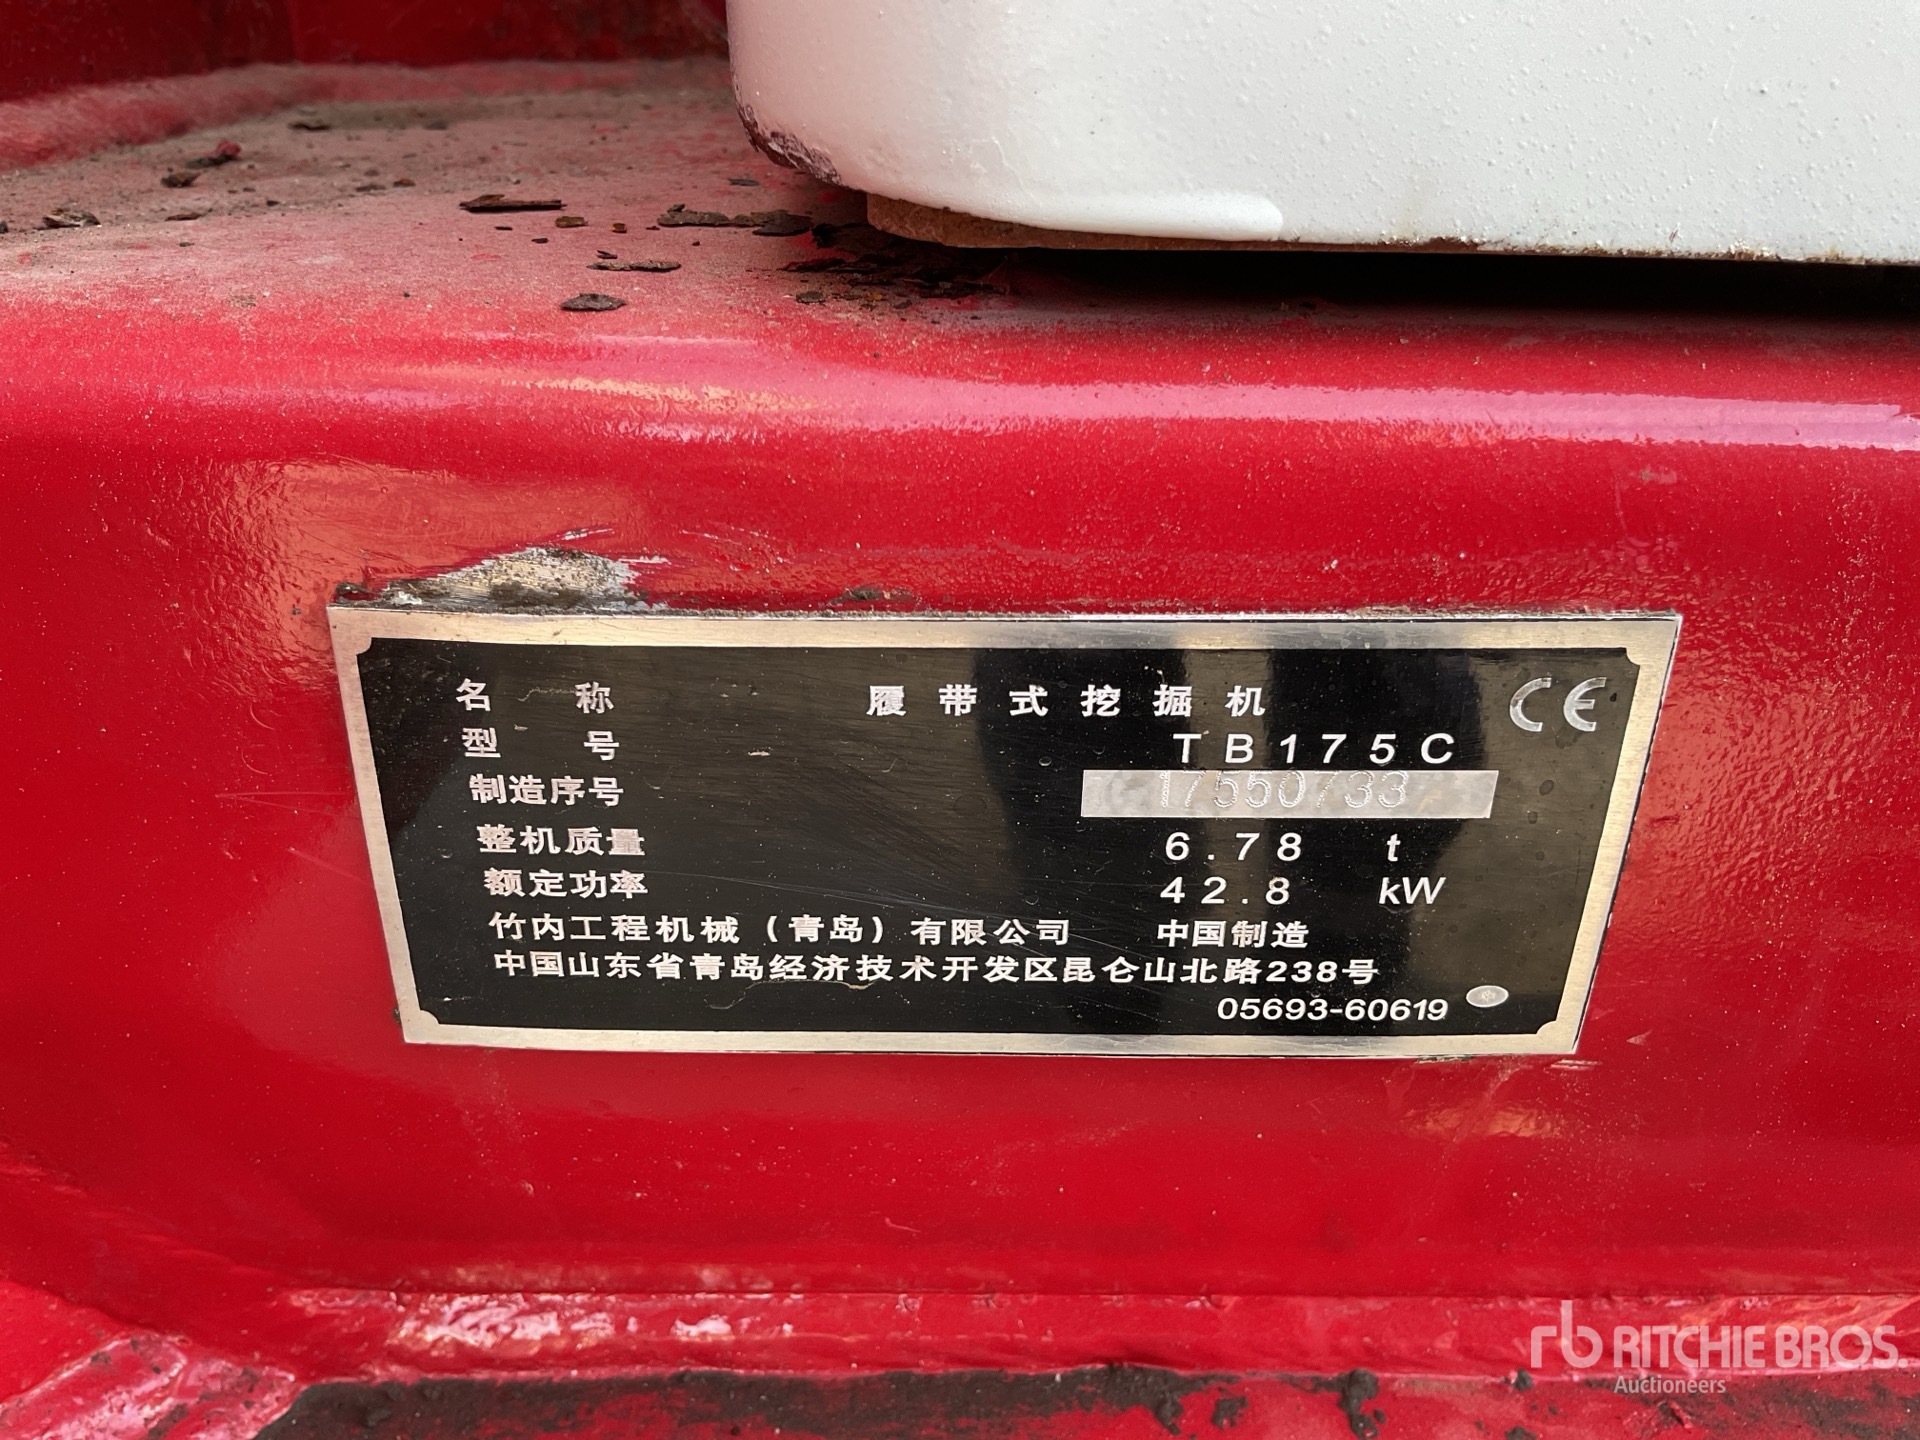 名 称 履带式挖掘机 CE
型 号 TB175C
制造序号 17550733
整机质量 6.78 t
额定功率 42.8 kW
竹内工程机械（青岛）有限公司 中国制造
中国山东省青岛经济技术开发区昆仑山北路238号
05693-60619
rb RITCHIE BROS.
Auctioneers